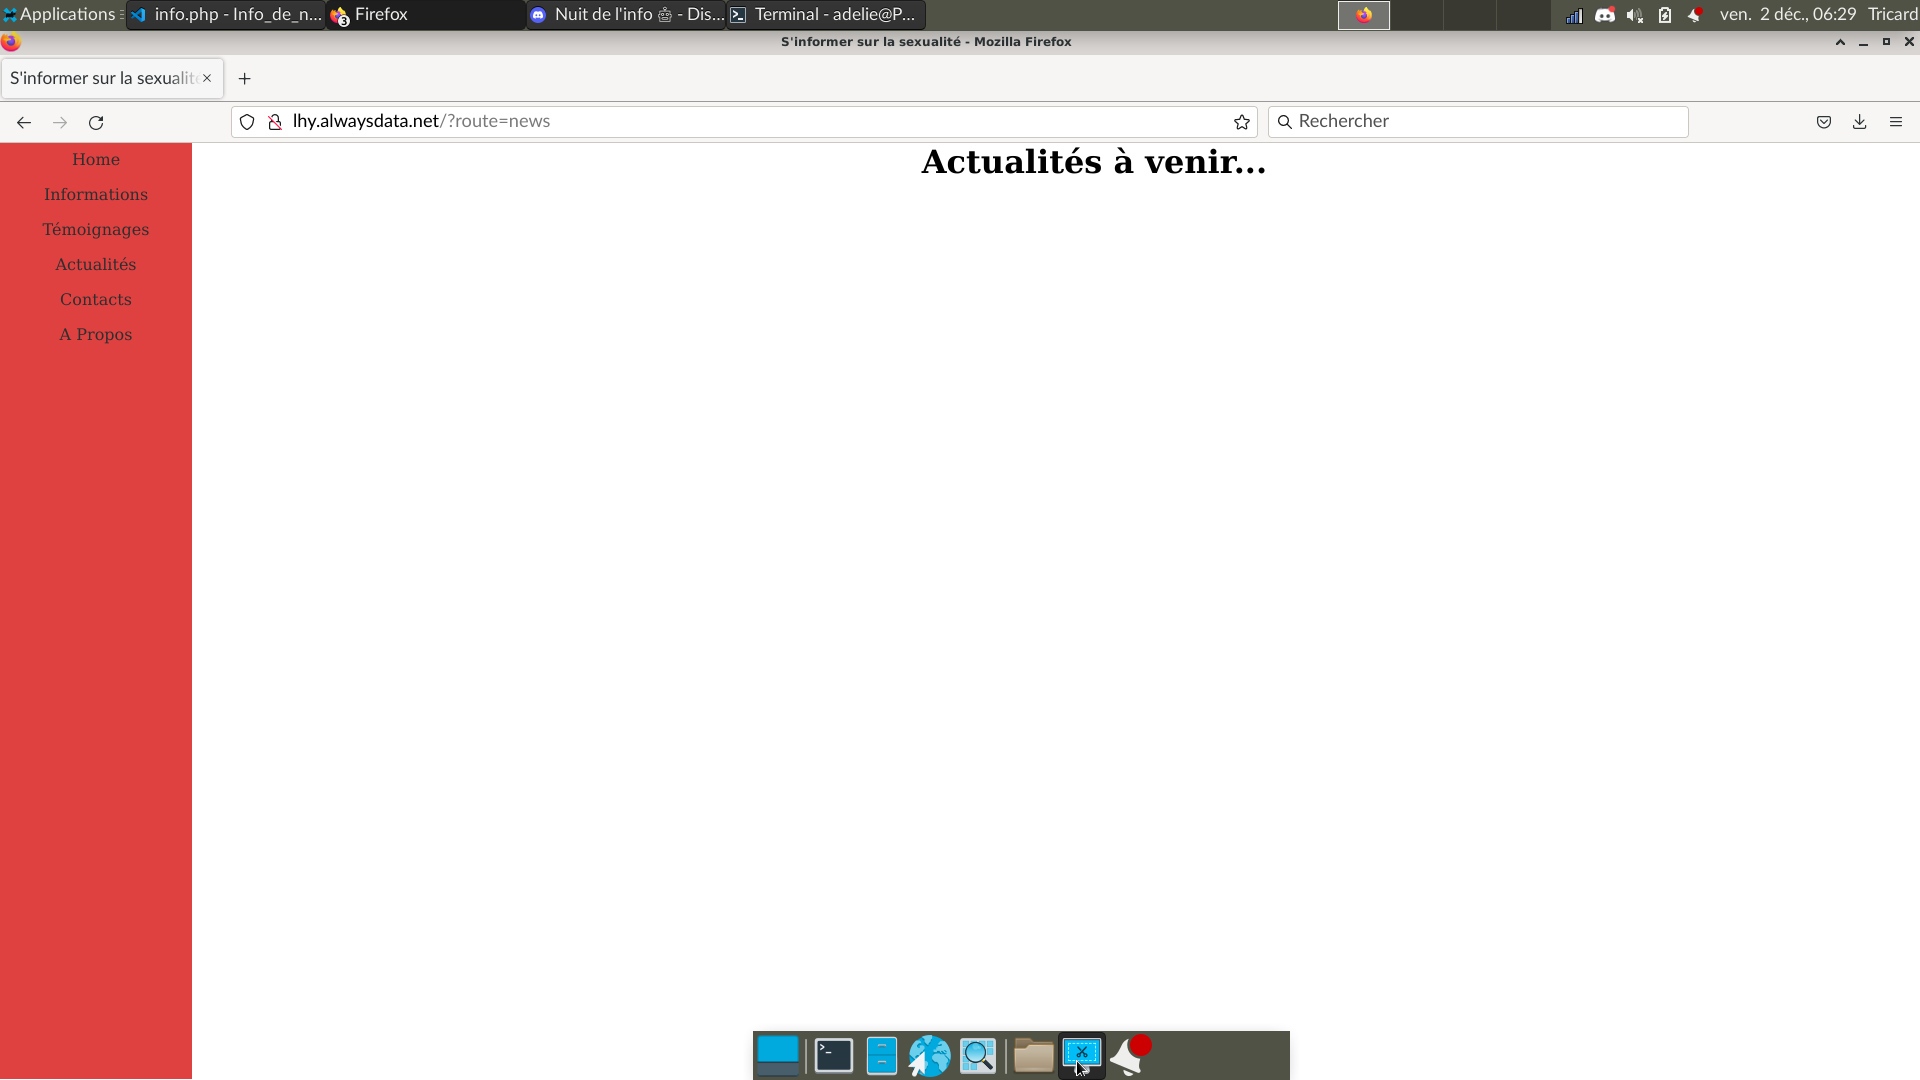 Applications info.php - Info_de_n... Firefox Nuit de l'info - Dis... Terminal - adelie@P... ven. 2 déc., 06:29 Tricard
3
S'informer sur la sexualité - Mozilla Firefox
S'informer sur la sexualité
lhy.alwaysdata.net/?route=news Rechercher
Home
Actualités à venir...
Informations
Témoignages
Actualités
Contacts
A Propos